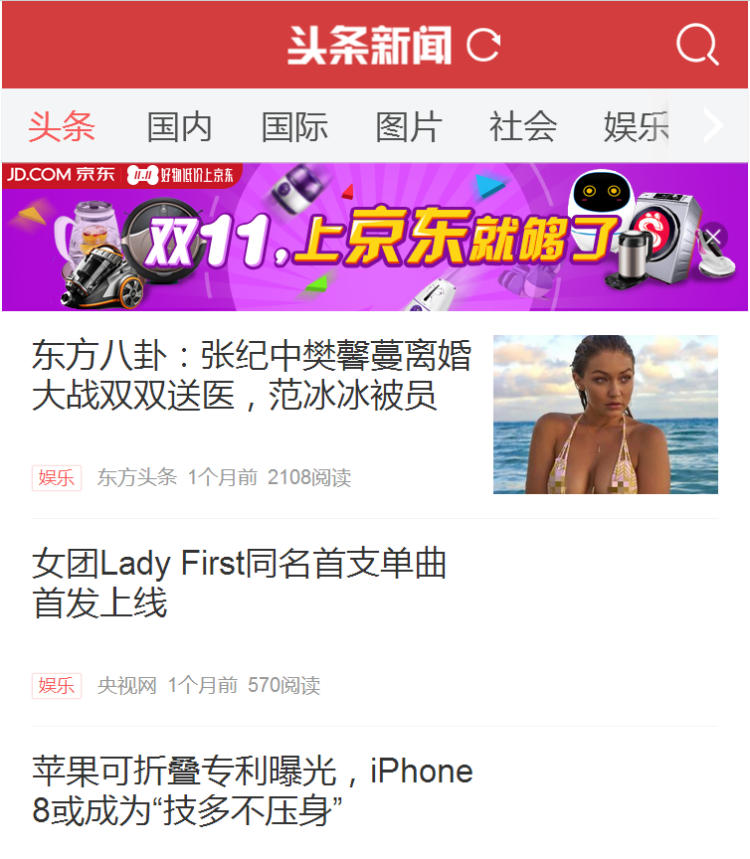 头条新闻
头条 国内 国际 图片 社会 娱乐
JD.COM 京东 11.11 好物低价上京东
双11,上京东就够了
东方八卦：张纪中樊馨蔓离婚
大战双双送医，范冰冰被员
娱乐 东方头条 1个月前 2108阅读
女团Lady First同名首支单曲
首发上线
娱乐 央视网 1个月前 570阅读
苹果可折叠专利曝光，iPhone
8或成为“技多不压身”